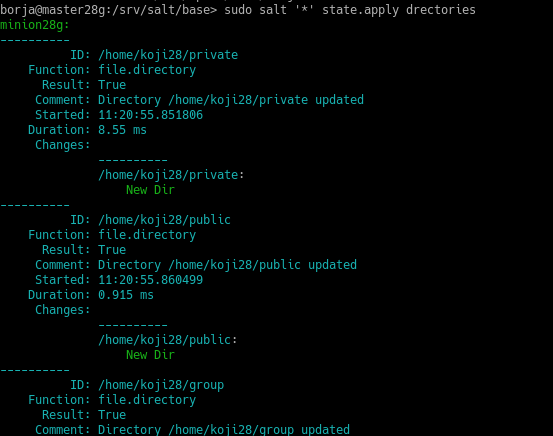 borja@master28g:/srv/salt/base> sudo salt '*' state.apply drectories
minion28g:
----------
ID: /home/koji28/private
Function: file.directory
Result: True
Comment: Directory /home/koji28/private updated
Started: 11:20:55.851806
Duration: 8.55 ms
Changes:
----------
/home/koji28/private:
New Dir
----------
ID: /home/koji28/public
Function: file.directory
Result: True
Comment: Directory /home/koji28/public updated
Started: 11:20:55.860499
Duration: 0.915 ms
Changes:
----------
/home/koji28/public:
New Dir
----------
ID: /home/koji28/group
Function: file.directory
Result: True
Comment: Directory /home/koji28/group updated